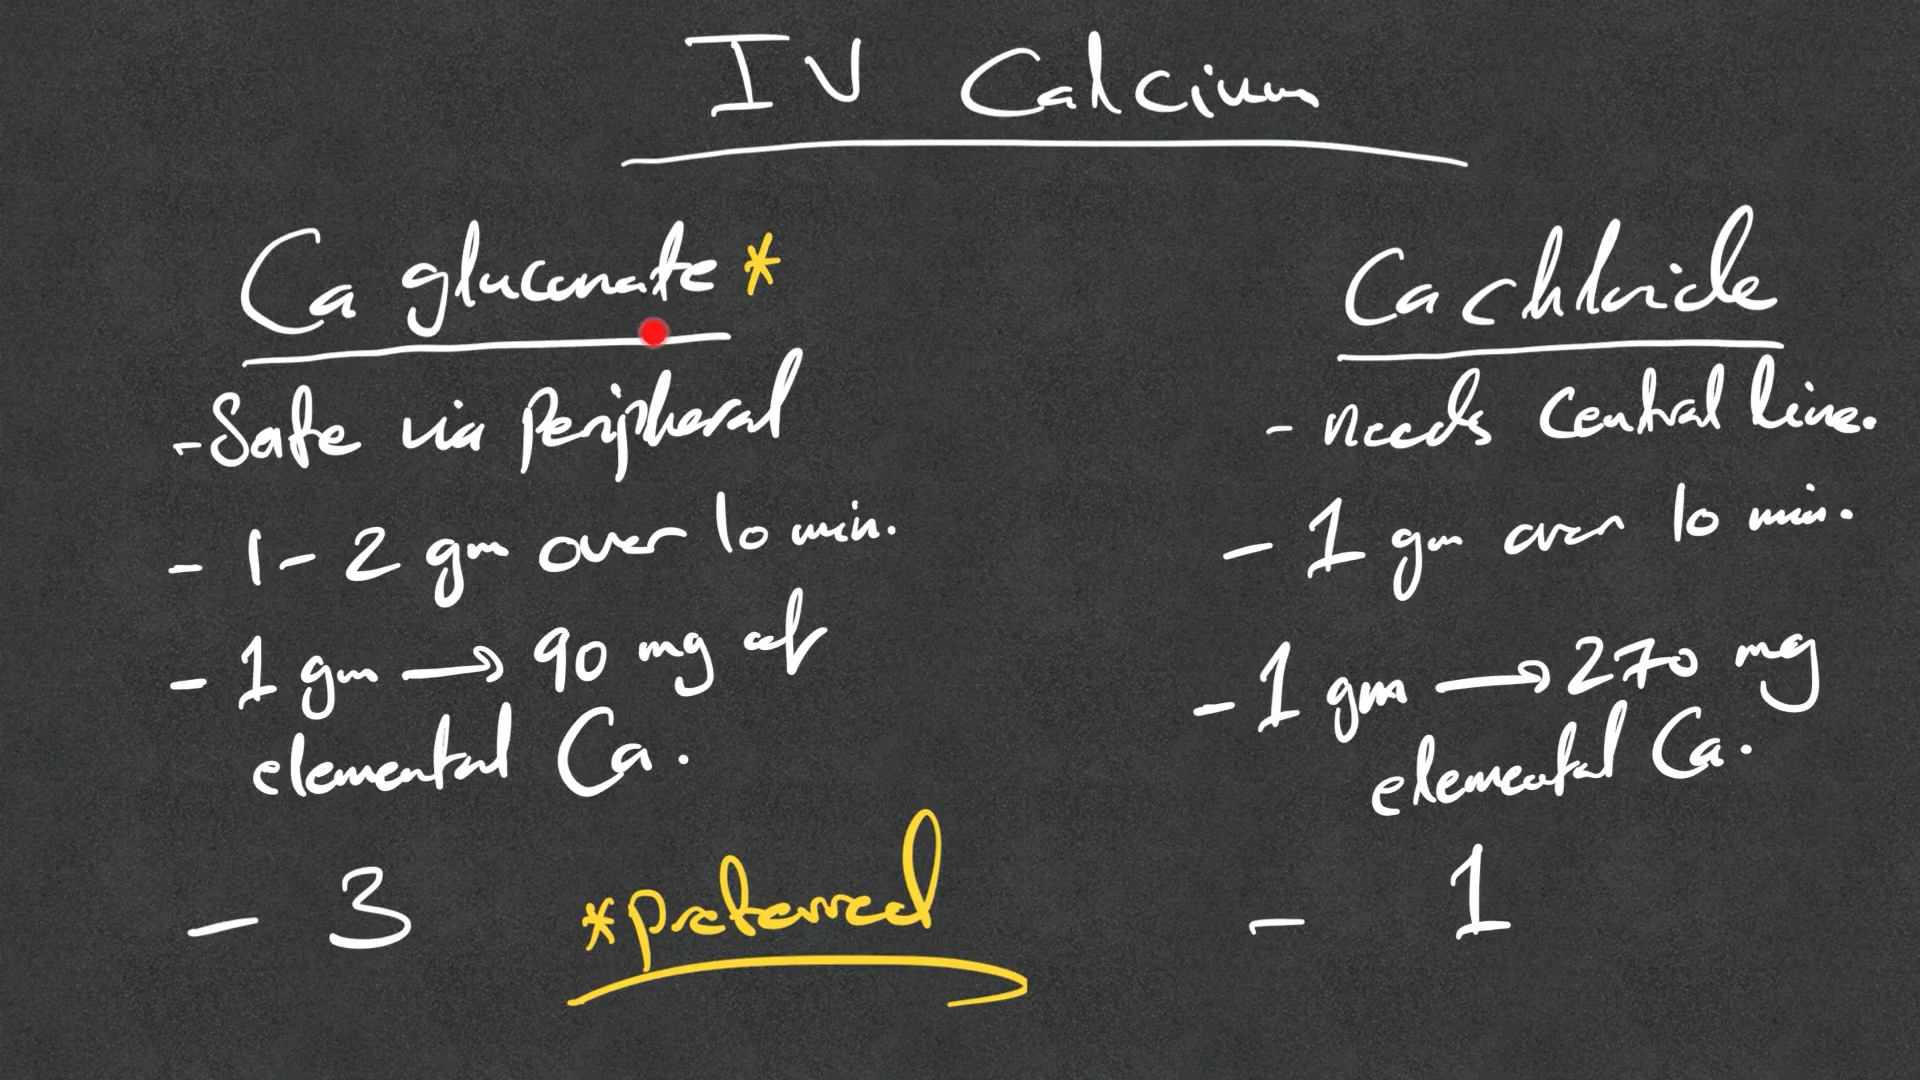 IV Calcium
Ca gluconate *
- Safe via Peripheral
- 1-2 gm over 10 min.
- 1 gm → 90 mg of
elemental Ca.
- 3
*preferred
Ca chloride
- needs Central line.
- 1 gm over 10 min.
- 1 gm → 270 mg
elemental Ca.
- 1